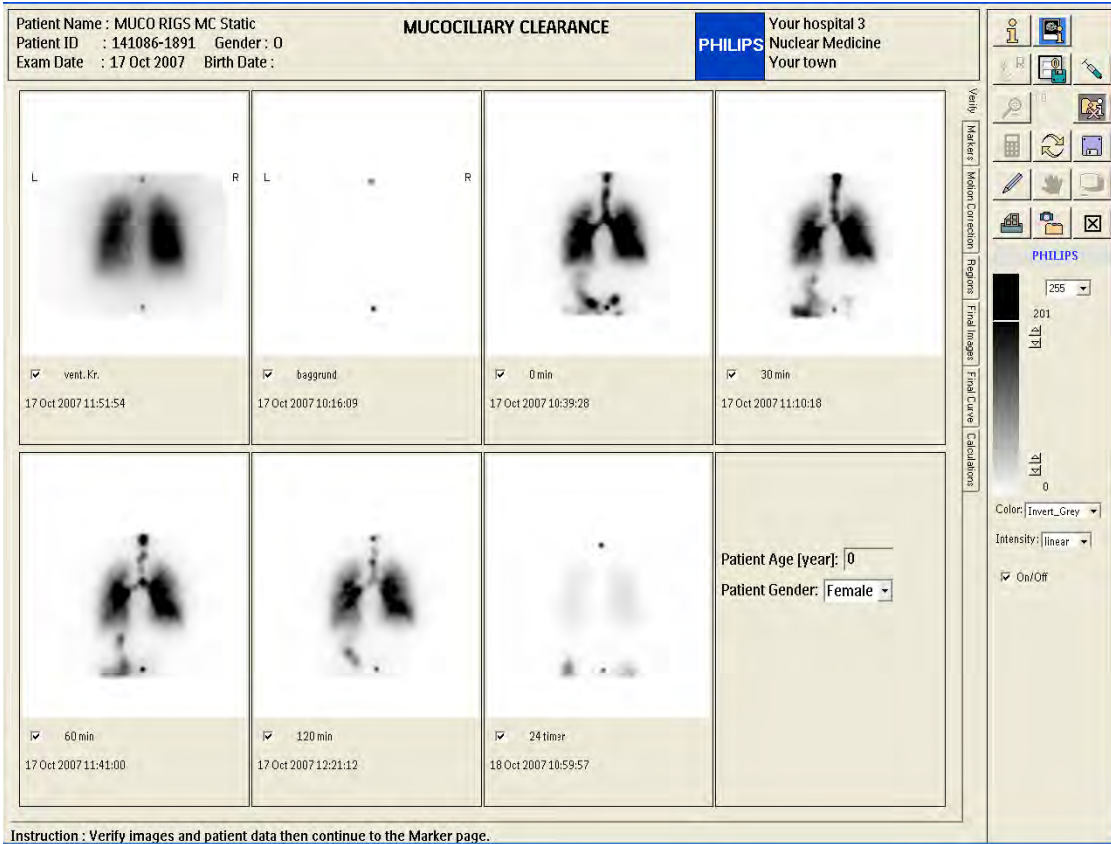 Patient Name : MUCO RIGS MC Static
Patient ID : 141086-1891 Gender : O
Exam Date : 17 Oct 2007 Birth Date :
MUCOCILIARY CLEARANCE
PHILIPS
Your hospital 3
Nuclear Medicine
Your town
L R
vent. Kr.
17 Oct 2007 11:51:54
L R
baggrund
17 Oct 2007 10:16:09
0 min
17 Oct 2007 10:39:28
30 min
17 Oct 2007 11:10:18
60 min
17 Oct 2007 11:41:00
120 min
17 Oct 2007 12:21:12
24 timer
18 Oct 2007 10:59:57
Patient Age [year]: 0
Patient Gender: Female
Verify
Markers
Motion Correction
Regions
Final Images
Final Curve
Calculations
PHILIPS
255
201
0
Color: Invert_Grey
Intensity: linear
On/Off
Instruction : Verify images and patient data then continue to the Marker page.